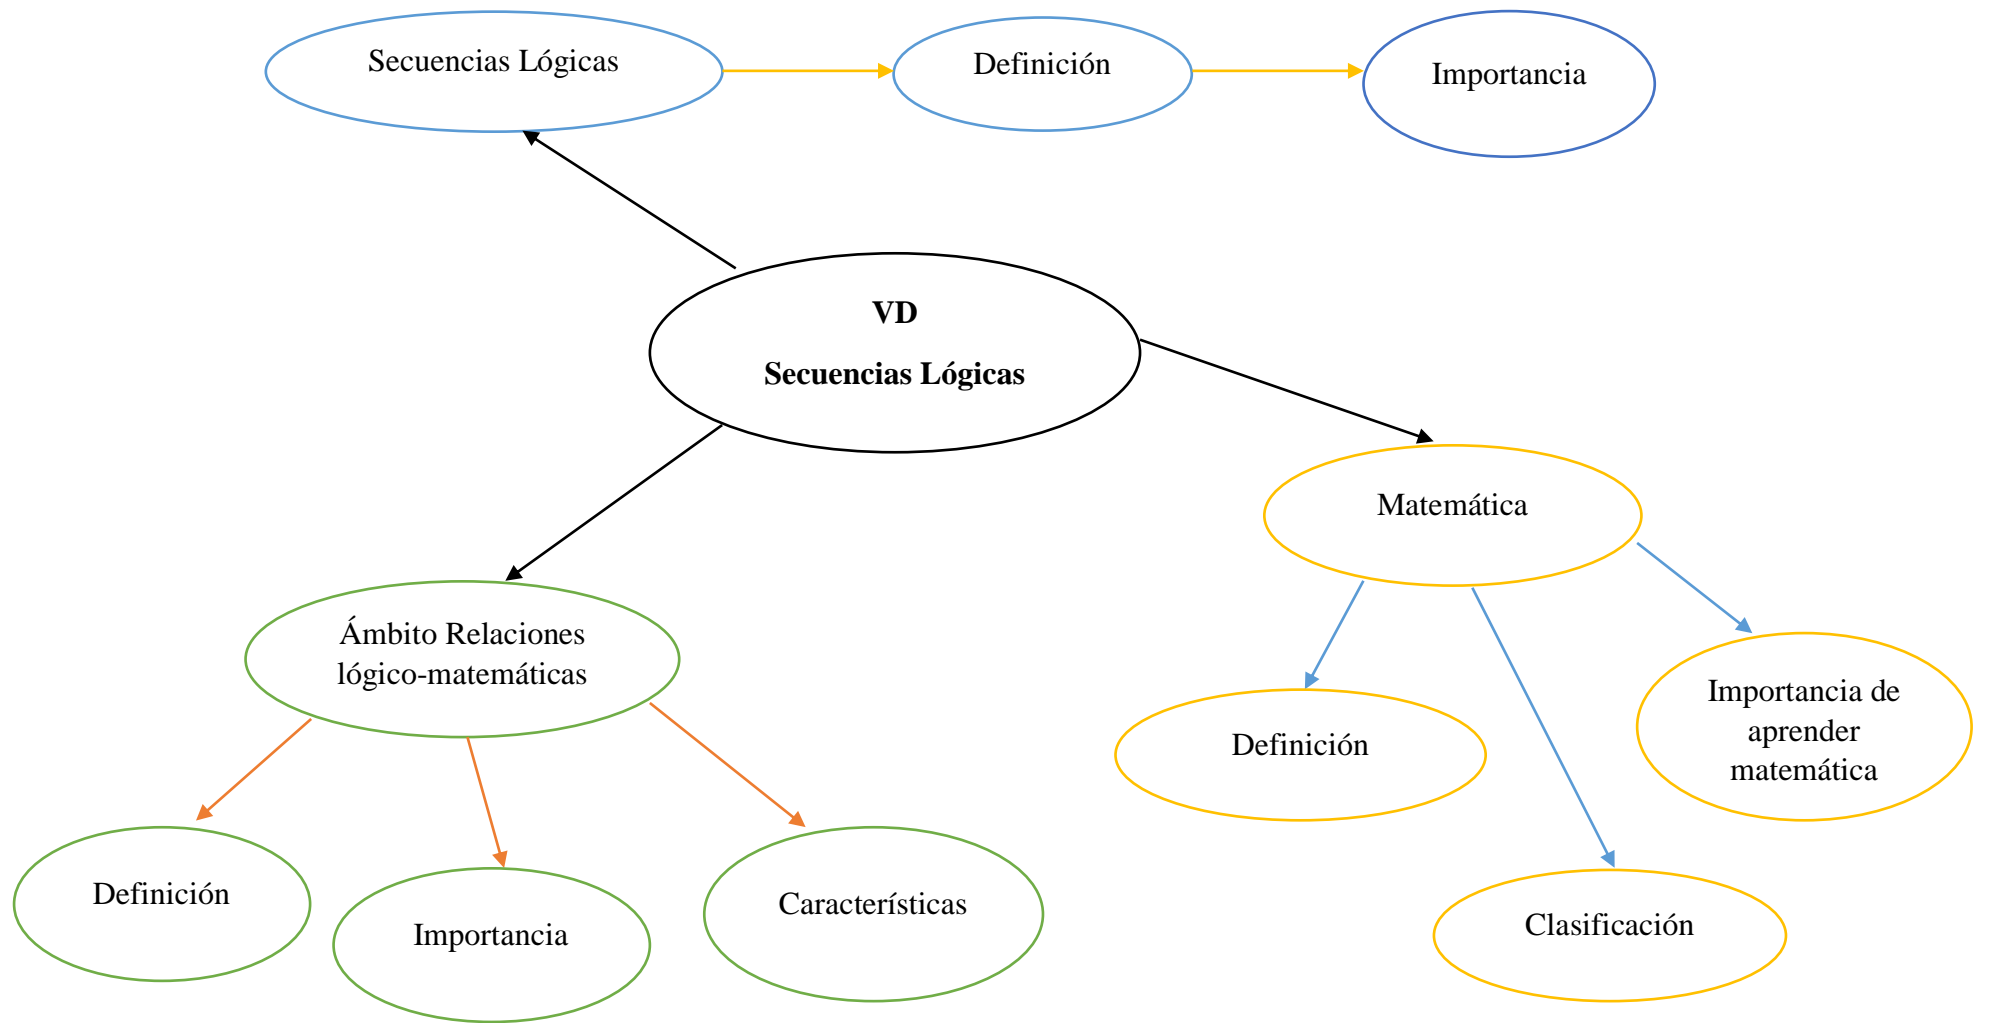 Secuencias Lógicas
Definición
Importancia
VD
Secuencias Lógicas
Matemática
Ámbito Relaciones
lógico-matemáticas
Definición
Importancia de
aprender
matemática
Definición
Importancia
Características
Clasificación